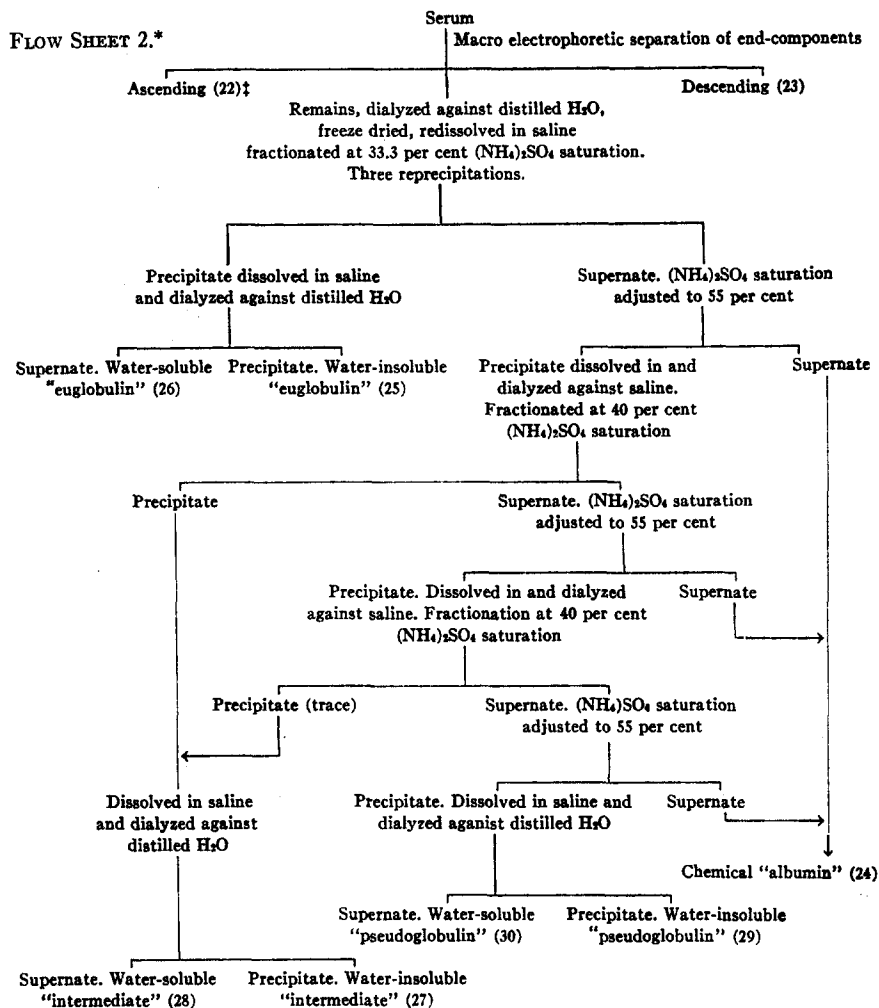 FLOW SHEET 2.*
Serum
Macro electrophoretic separation of end-components
Ascending (22)‡
Descending (23)
Remains, dialyzed against distilled H₂O,
freeze dried, redissolved in saline
fractionated at 33.3 per cent (NH₄)₂SO₄ saturation.
Three reprecipitations.
Precipitate dissolved in saline
and dialyzed against distilled H₂O
Supernate. (NH₄)₂SO₄ saturation
adjusted to 55 per cent
Supernate. Water-soluble
"euglobulin" (26)
Precipitate. Water-insoluble
"euglobulin" (25)
Precipitate dissolved in and
dialyzed against saline.
Fractionated at 40 per cent
(NH₄)₂SO₄ saturation
Supernate
Precipitate
Supernate. (NH₄)₂SO₄ saturation
adjusted to 55 per cent
Precipitate. Dissolved in and dialyzed
against saline. Fractionation at 40 per cent
(NH₄)₂SO₄ saturation
Supernate
Precipitate (trace)
Supernate. (NH₄)SO₄ saturation
adjusted to 55 per cent
Dissolved in saline
and dialyzed against
distilled H₂O
Precipitate. Dissolved in saline and
dialyzed aganist distilled H₂O
Supernate
Chemical "albumin" (24)
Supernate. Water-soluble
"pseudoglobulin" (30)
Precipitate. Water-insoluble
"pseudoglobulin" (29)
Supernate. Water-soluble
"intermediate" (28)
Precipitate. Water-insoluble
"intermediate" (27)